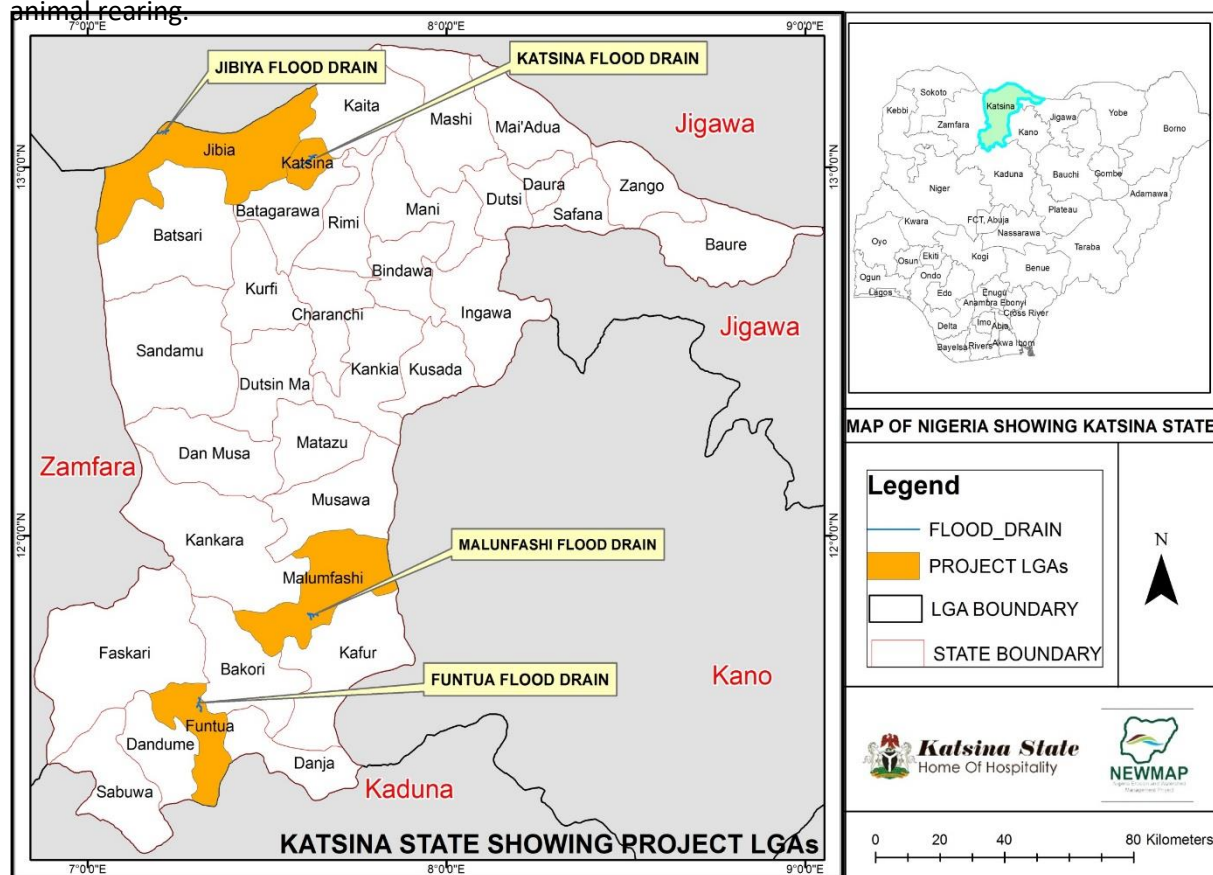 animal rearing.
7°0'0"E
8°0'0"E
9°0'0"E
JIBIYA FLOOD DRAIN
KATSINA FLOOD DRAIN
Kaita
Mashi
Mai'Adua
Jigawa
Jibia
Katsina
13°0'0"N
13°0'0"N
Batagarawa
Rimi
Mani
Dutsi
Daura
Safana
Zango
Batsari
Baure
Bindawa
Kurfi
Charanchi
Ingawa
Jigawa
Sandamu
Dutsin Ma
Kankia
Kusada
Zamfara
Dan Musa
Matazu
Musawa
12°0'0"N
12°0'0"N
Kankara
MALUNFASHI FLOOD DRAIN
Malumfashi
Faskari
Bakori
Kafur
FUNTUA FLOOD DRAIN
Kano
Funtua
Dandume
Danja
Sabuwa
Kaduna
KATSINA STATE SHOWING PROJECT LGAs
7°0'0"E
8°0'0"E
9°0'0"E
Sokoto
Katsina
Kebbi
Jigawa
Yobe
Zamfara
Kano
Borno
Kaduna
Bauchi
Gombe
Niger
Adamawa
Plateau
Kwara
FCT, Abuja
Nassarawa
Oyo
Taraba
Ekiti
Kogi
Osun
Benue
Ogun
Ondo
Lagos
Edo
Enugu
Anambra
Ebonyi
Cross River
Delta
Imo
Abia
Bayelsa
Rivers
Akwa Ibom
MAP OF NIGERIA SHOWING KATSINA STATE
Legend
FLOOD_DRAIN
PROJECT LGAs
LGA BOUNDARY
STATE BOUNDARY
N
Katsina State
Home Of Hospitality
NEWMAP
Nigeria Erosion and Watershed
Management Project
0 20 40 80 Kilometers